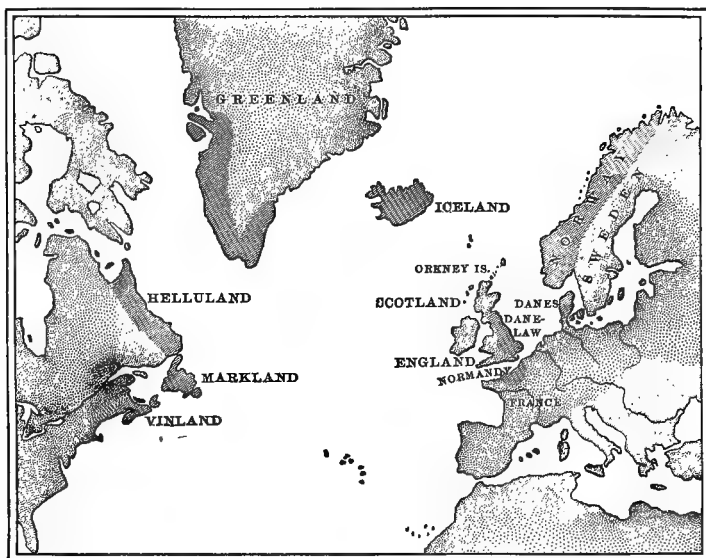 GREENLAND
NORWAY
SWEDEN
ICELAND
ORKNEY IS.
HELLULAND
SCOTLAND
DANES
DANE-
LAW
ENGLAND
NORMANDY
MARKLAND
FRANCE
VINLAND